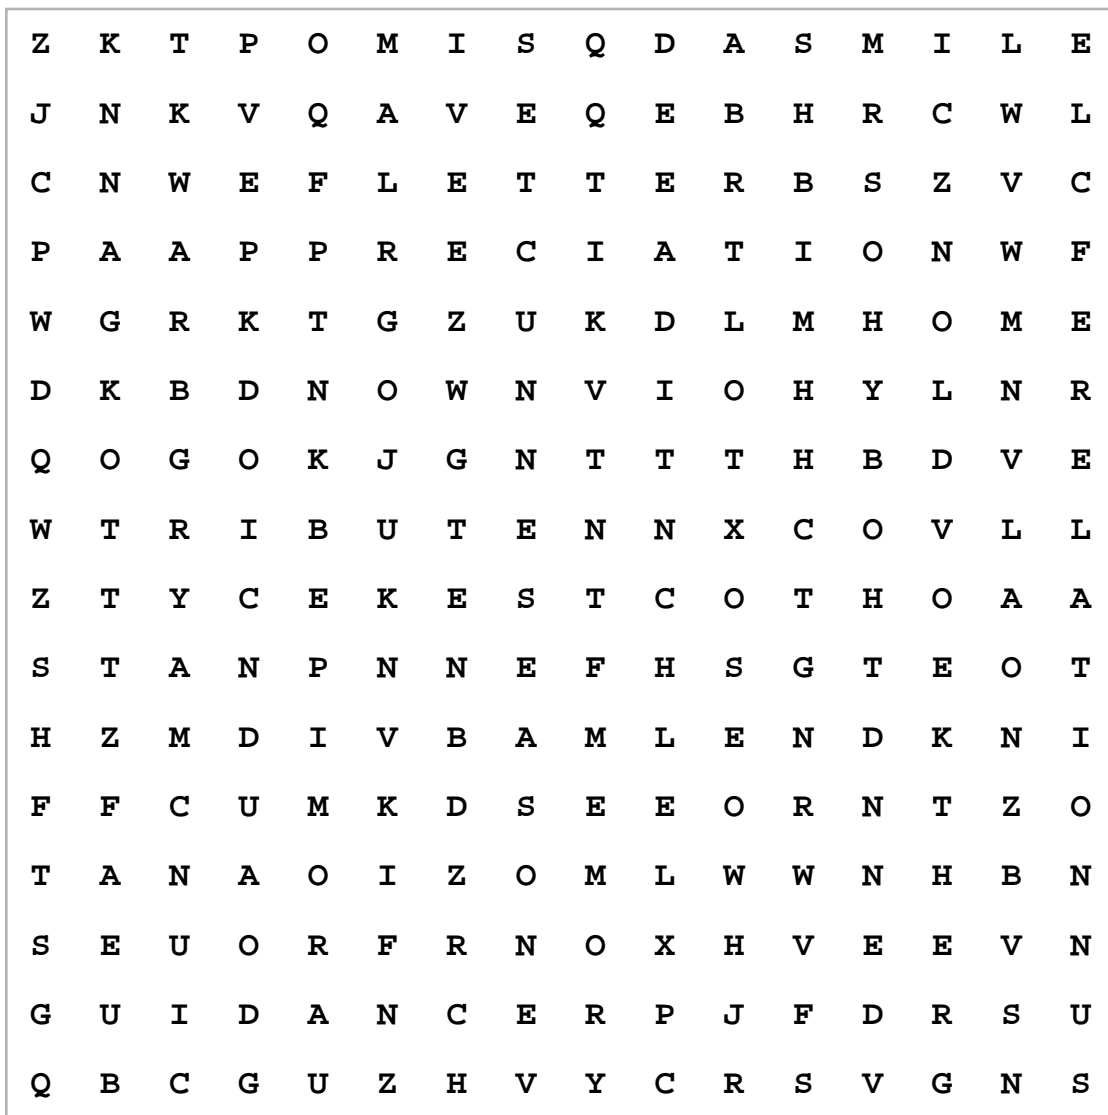 Z K T P O M I S Q D A S M I L E
J N K V Q A V E Q E B H R C W L
C N W E F L E T T E R B S Z V C
P A A P P R E C I A T I O N W F
W G R K T G Z U K D L M H O M E
D K B D N O W N V I O H Y L N R
Q O G O K J G N T T T H B D V E
W T R I B U T E N N X C O V L L
Z T Y C E K E S T C O T H O A A
S T A N P N N E F H S G T E O T
H Z M D I V B A M L E N D K N I
F F C U M K D S E E O R N T Z O
T A N A O I Z O M L W W N H B N
S E U O R F R N O X H V E E V N
G U I D A N C E R P J F D R S U
Q B C G U Z H V Y C R S V G N S